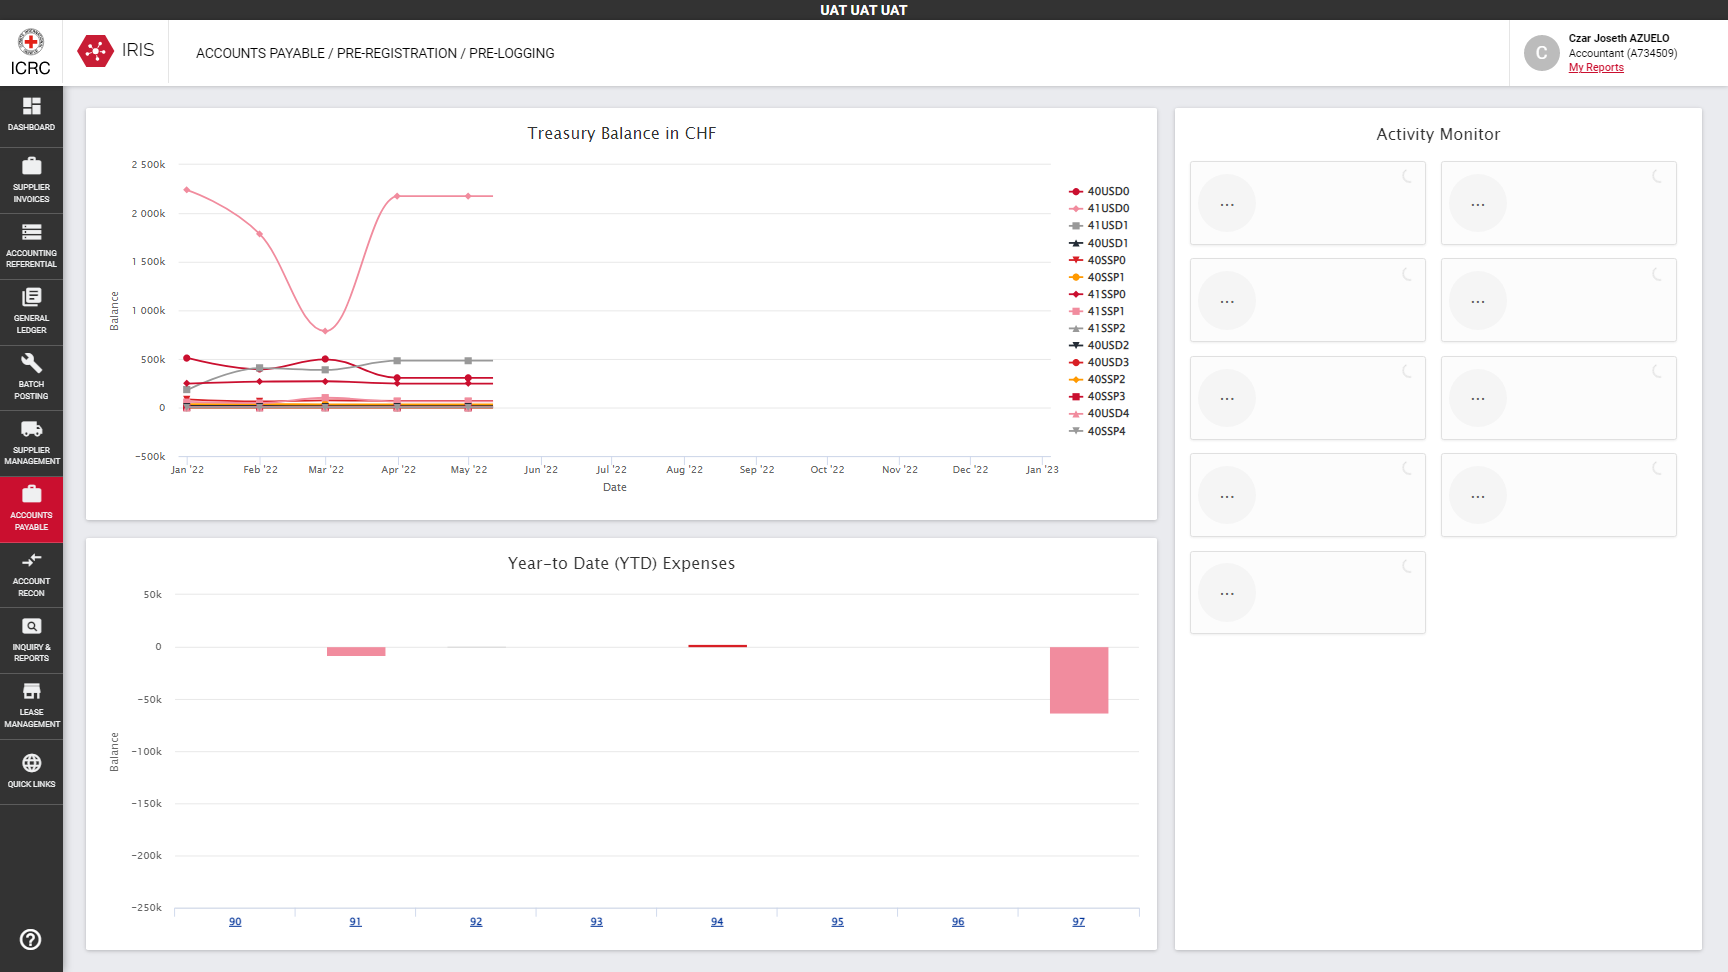 UAT UAT UAT
ICRC
IRIS
ACCOUNTS PAYABLE / PRE-REGISTRATION / PRE-LOGGING
C
Czar Joseth AZUELO
Accountant (A734509)
My Reports
DASHBOARD
SUPPLIER
INVOICES
ACCOUNTING
REFERENTIAL
GENERAL
LEDGER
BATCH
POSTING
SUPPLIER
MANAGEMENT
ACCOUNTS
PAYABLE
ACCOUNT
RECON
INQUIRY &
REPORTS
LEASE
MANAGEMENT
QUICK LINKS
Treasury Balance in CHF
2 500k
2 000k
1 500k
1 000k
500k
0
−500k
Balance
Jan '22 Feb '22 Mar '22 Apr '22 May '22 Jun '22 Jul '22 Aug '22 Sep '22 Oct '22 Nov '22 Dec '22 Jan '23
Date
40USD0
41USD0
41USD1
40USD1
40SSP0
40SSP1
41SSP0
41SSP1
41SSP2
40USD2
40USD3
40SSP2
40SSP3
40USD4
40SSP4
Year-to Date (YTD) Expenses
50k
0
−50k
−100k
−150k
−200k
−250k
Balance
90 91 92 93 94 95 96 97
Activity Monitor
... ...
... ...
... ...
... ...
...